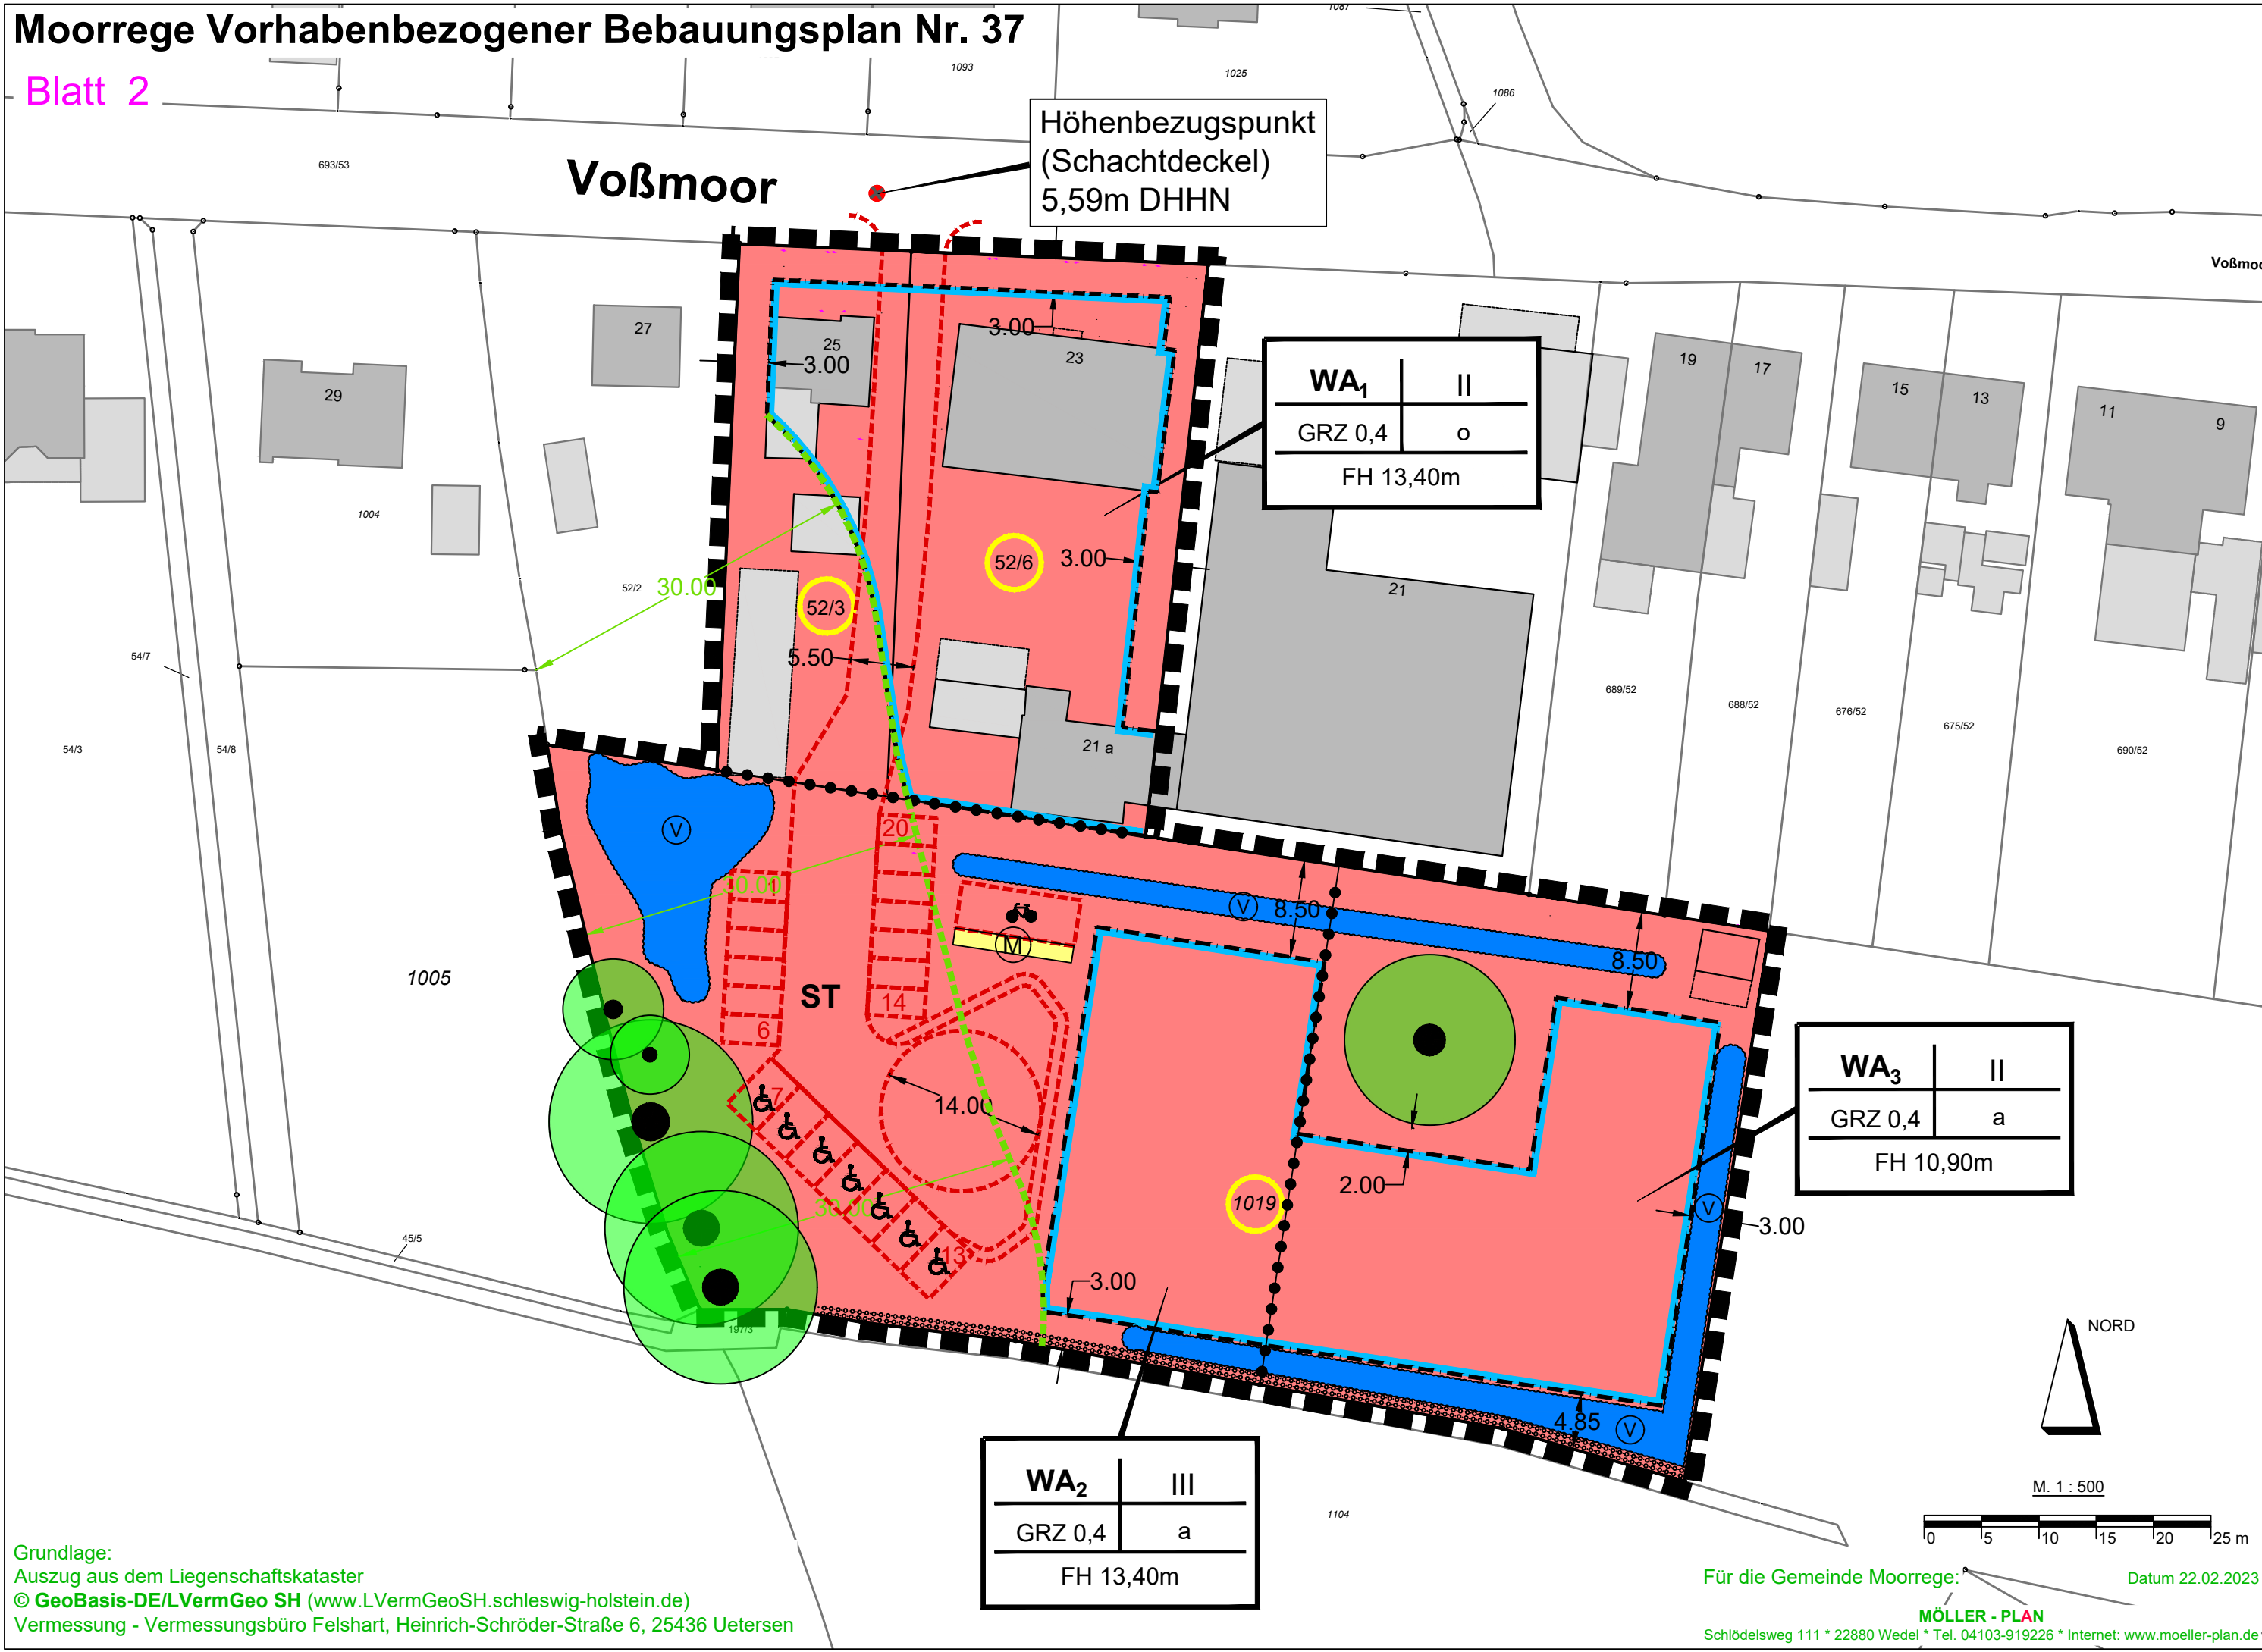 Moorrege Vorhabenbezogener Bebauungsplan Nr. 37
Blatt 2
1087
1093
1025
1086
693/53
Voßmoor
Höhenbezugspunkt
(Schachtdeckel)
5,59m DHHN
Voßmoo
27
25
3.00
3.00
23
29
19
17
15
13
11
9
WA1
II
GRZ 0,4
o
FH 13,40m
1004
52/2
30.00
52/3
52/6
3.00
21
5.50
54/7
54/3
54/8
21 a
689/52
688/52
676/52
675/52
690/52
V
20
30.00
V
8.50
M
8.50
1005
ST
14
6
7
14.00
30.00
13
2.00
1019
WA3
II
GRZ 0,4
a
FH 10,90m
V
3.00
3.00
45/5
197/3
4.85
V
NORD
WA2
III
GRZ 0,4
a
FH 13,40m
1104
M. 1 : 500
0 5 10 15 20 25 m
Grundlage:
Auszug aus dem Liegenschaftskataster
© GeoBasis-DE/LVermGeo SH (www.LVermGeoSH.schleswig-holstein.de)
Vermessung - Vermessungsbüro Felshart, Heinrich-Schröder-Straße 6, 25436 Uetersen
Für die Gemeinde Moorrege:
Datum 22.02.2023
MÖLLER - PLAN
Schlödelsweg 111 * 22880 Wedel * Tel. 04103-919226 * Internet: www.moeller-plan.de